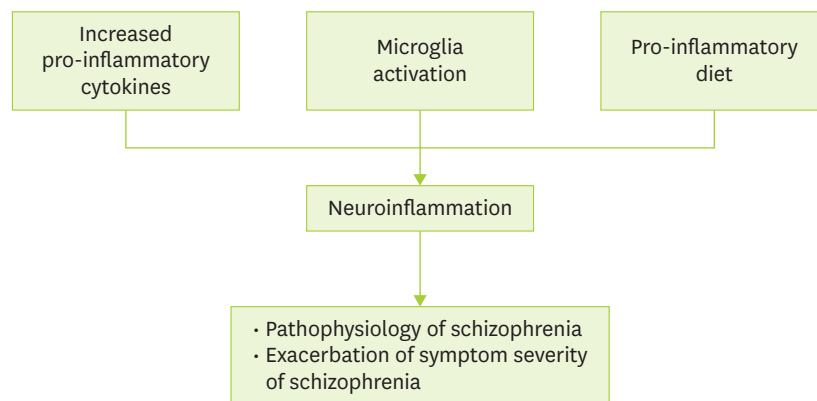 Increased
pro-inflammatory
cytokines
Microglia
activation
Pro-inflammatory
diet
Neuroinflammation
· Pathophysiology of schizophrenia
· Exacerbation of symptom severity
of schizophrenia